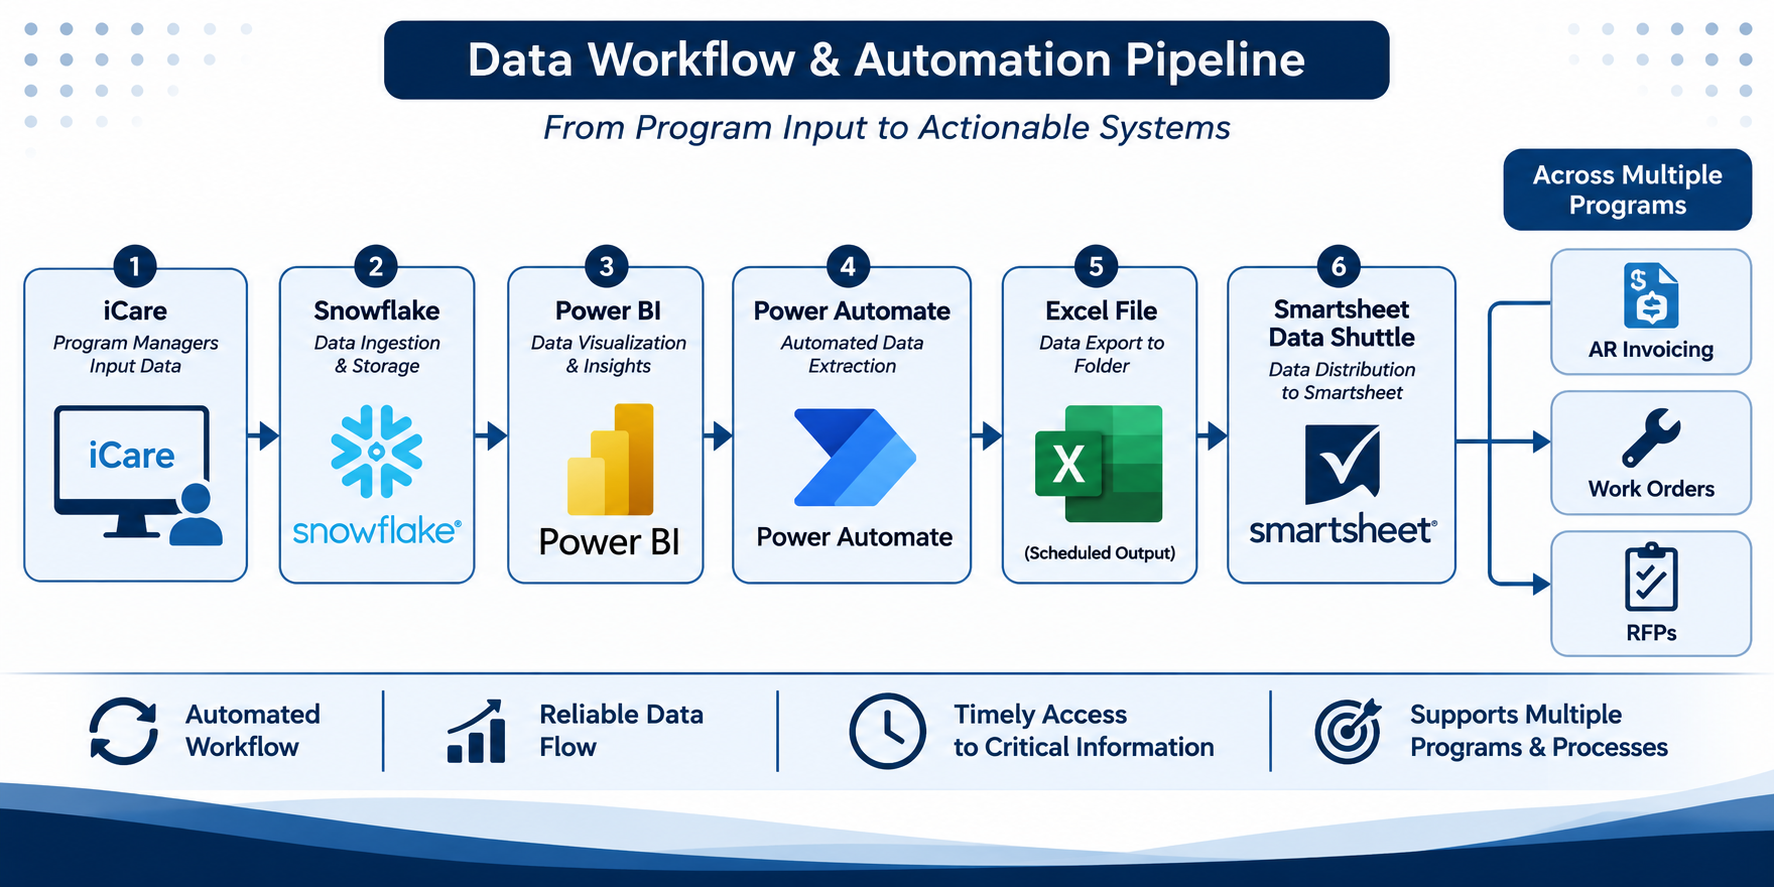 Data Workflow & Automation Pipeline
From Program Input to Actionable Systems
Across Multiple
Programs
1
iCare
Program Managers
Input Data
iCare
2
Snowflake
Data Ingestion
& Storage
snowflake®
3
Power BI
Data Visualization
& Insights
Power BI
4
Power Automate
Automated Data
Extraction
Power Automate
5
Excel File
Data Export to
Folder
X
(Scheduled Output)
6
Smartsheet
Data Shuttle
Data Distribution
to Smartsheet
smartsheet®
$
AR Invoicing
Work Orders
RFPs
Automated
Workflow
Reliable Data
Flow
Timely Access
to Critical Information
Supports Multiple
Programs & Processes